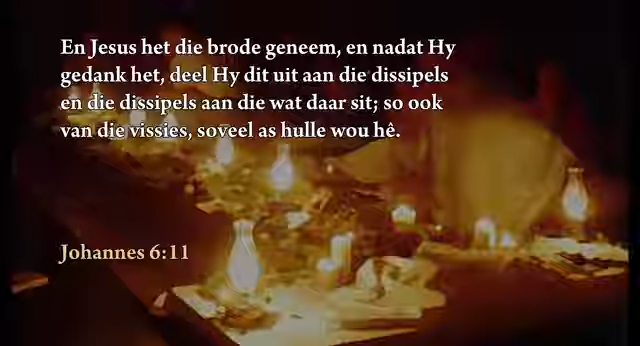 En Jesus het die brode geneem, en nadat Hy
gedank het, deel Hy dit uit aan die dissipels
en die dissipels aan die wat daar sit; so ook
van die vissies, soveel as hulle wou hê.
Johannes 6:11